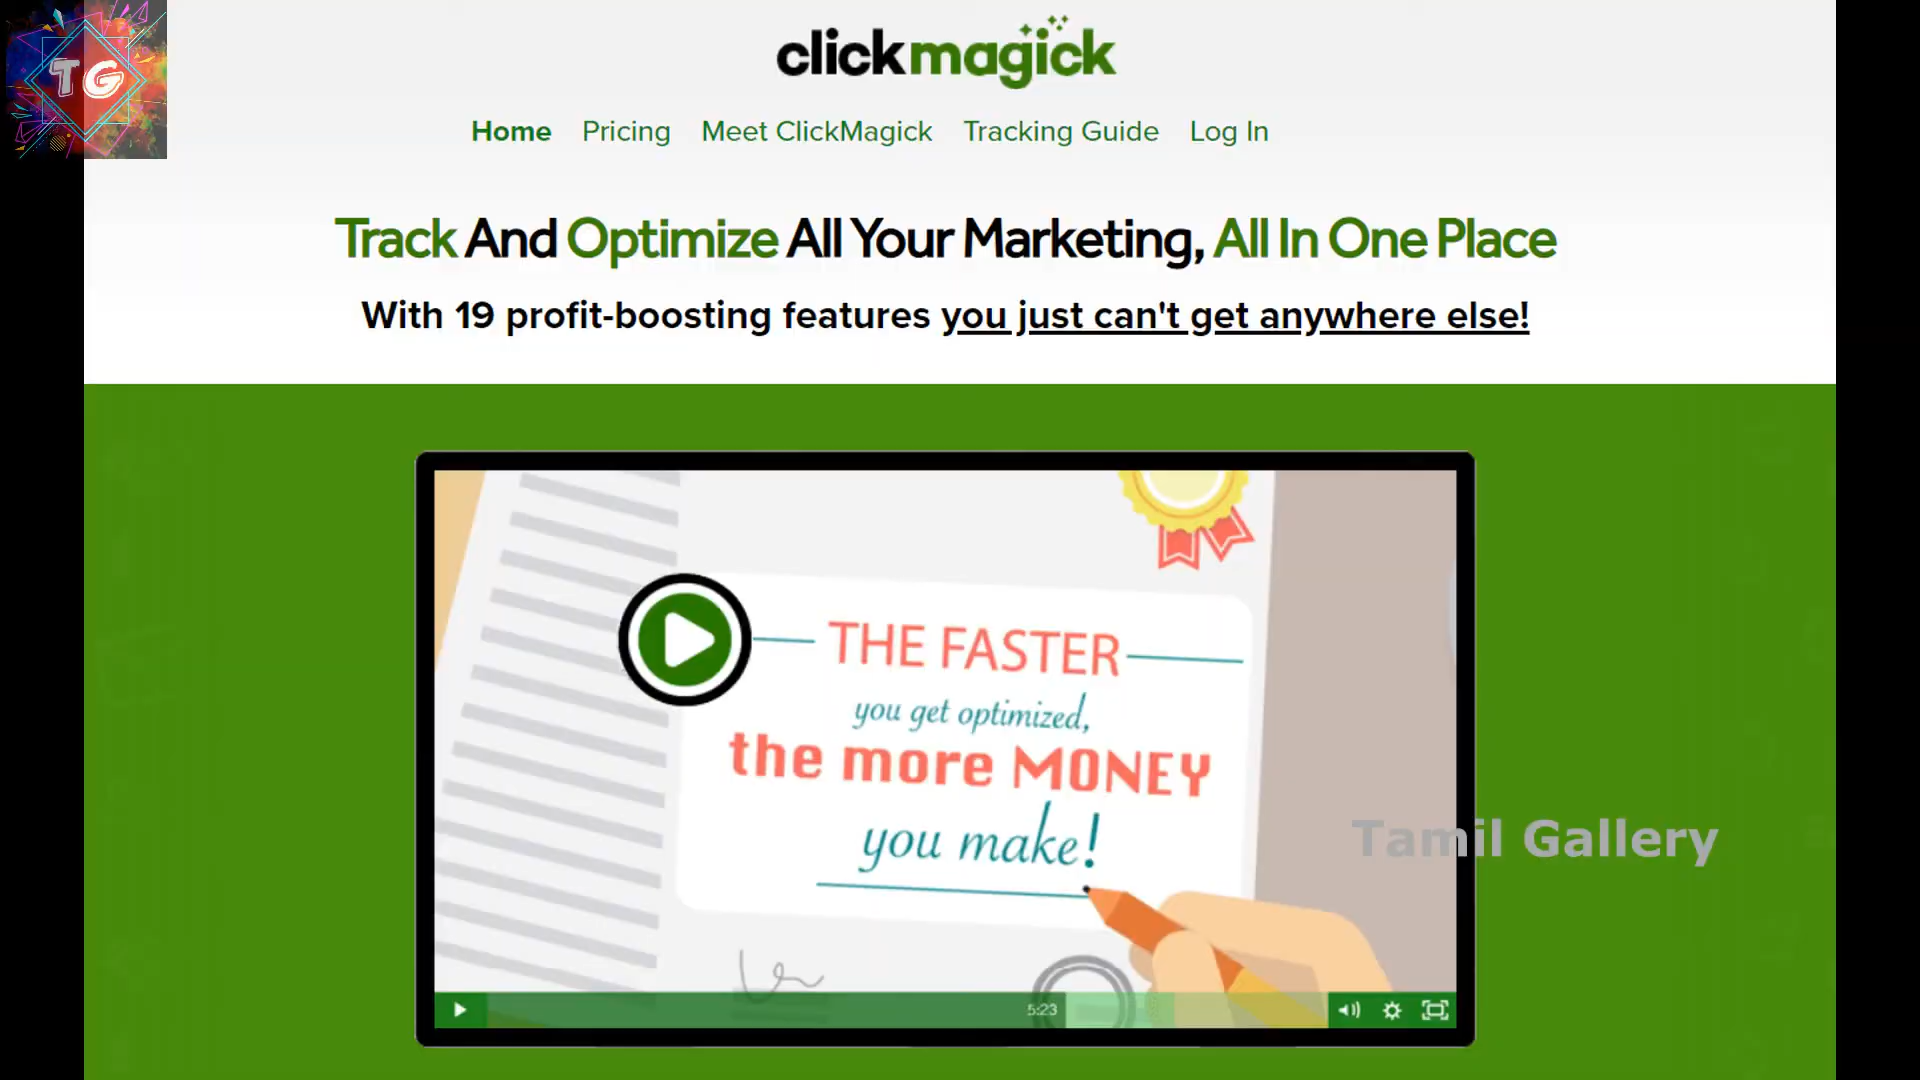 TG
clickmagick
Home Pricing Meet ClickMagick Tracking Guide Log In
Track And Optimize All Your Marketing, All In One Place
With 19 profit-boosting features you just can't get anywhere else!
THE FASTER
you get optimized,
the more MONEY
you make!
Tamil Gallery
5:23